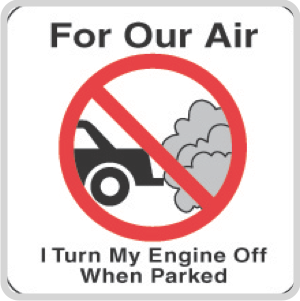 For Our Air
I Turn My Engine Off
When Parked